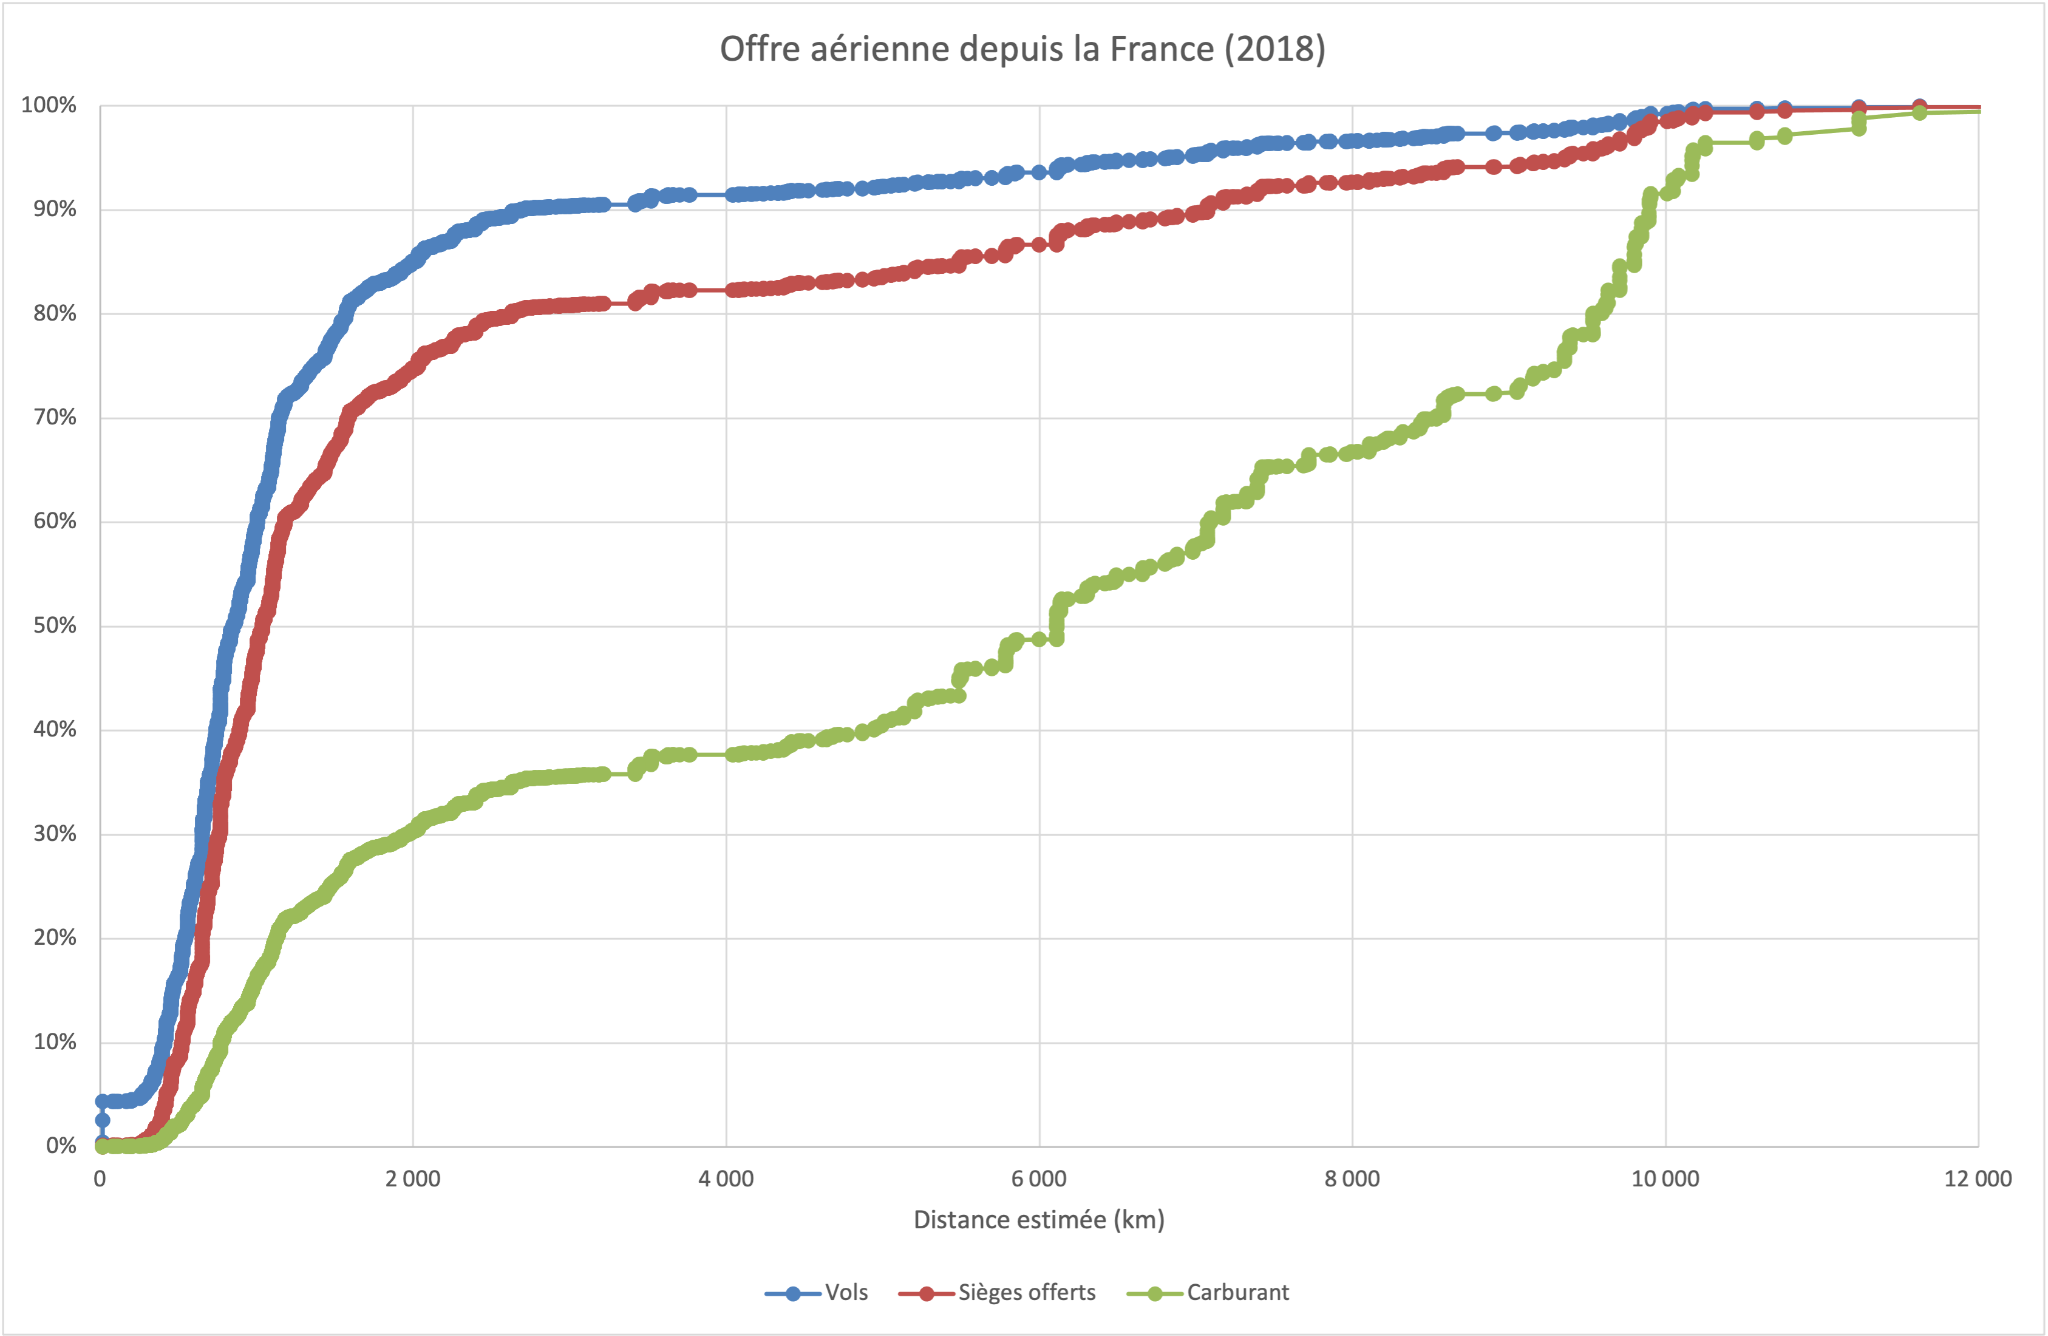 Offre aérienne depuis la France (2018)
100%
90%
80%
70%
60%
50%
40%
30%
20%
10%
0%
0 2 000 4 000 6 000 8 000 10 000 12 000
Distance estimée (km)
Vols Sièges offerts Carburant